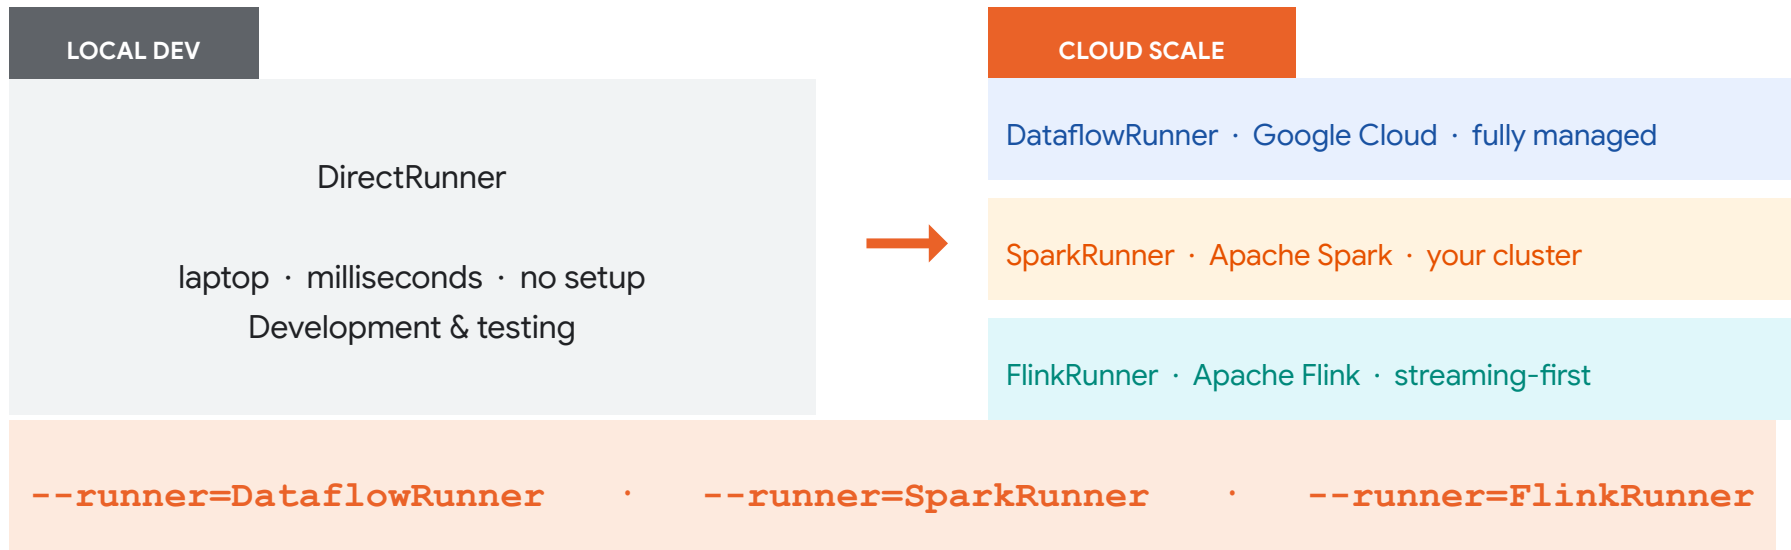 LOCAL DEV
DirectRunner
laptop · milliseconds · no setup
Development & testing
CLOUD SCALE
DataflowRunner · Google Cloud · fully managed
SparkRunner · Apache Spark · your cluster
FlinkRunner · Apache Flink · streaming-first
--runner=DataflowRunner · --runner=SparkRunner · --runner=FlinkRunner